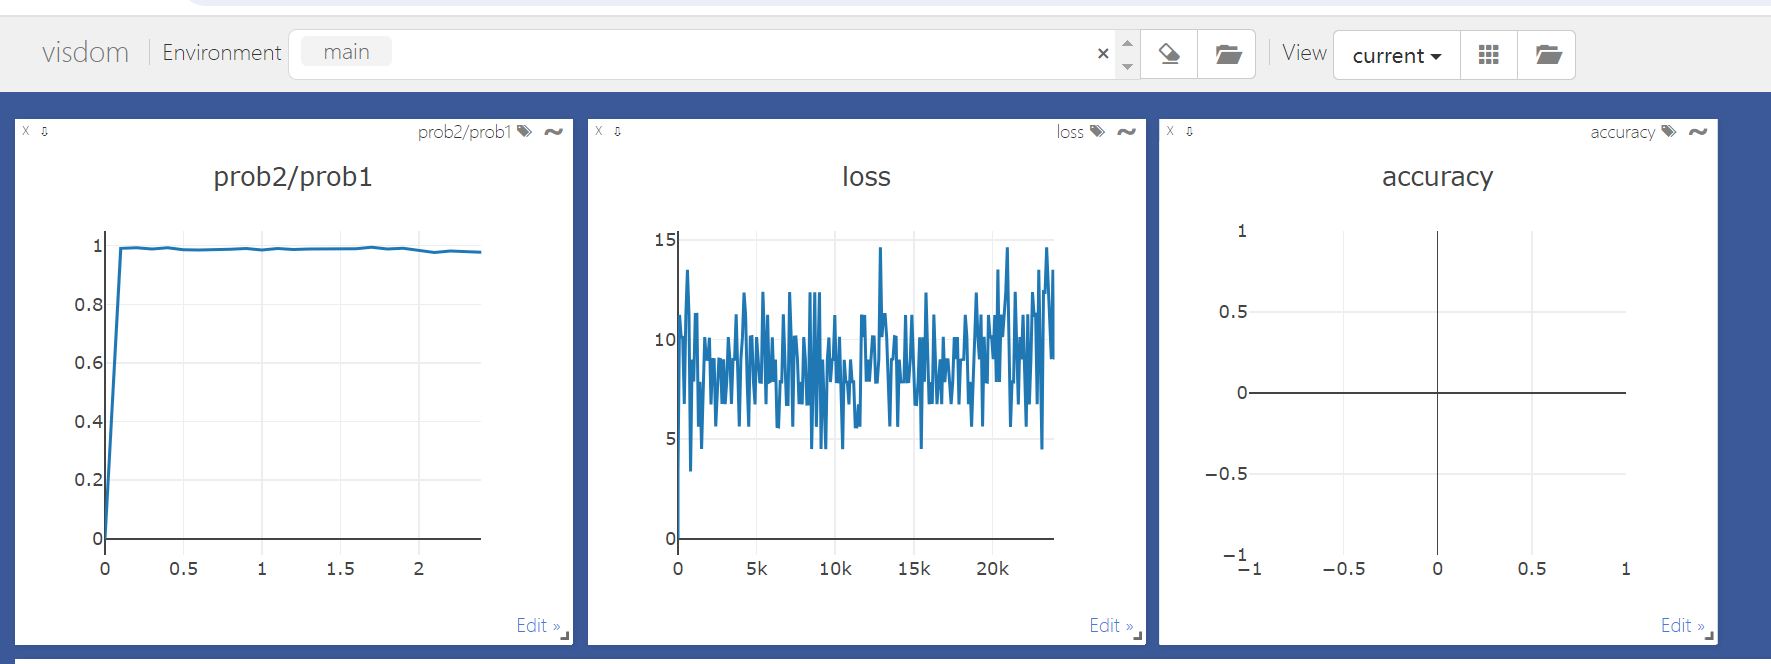 visdom Environment main × View current
X ⇩ prob2/prob1
prob2/prob1
1
0.8
0.6
0.4
0.2
0
0 0.5 1 1.5 2
Edit »
X ⇩ loss
loss
15
10
5
0
0 5k 10k 15k 20k
Edit »
X ⇩ accuracy
accuracy
1
0.5
0
−0.5
−1
−1 −0.5 0 0.5 1
Edit »